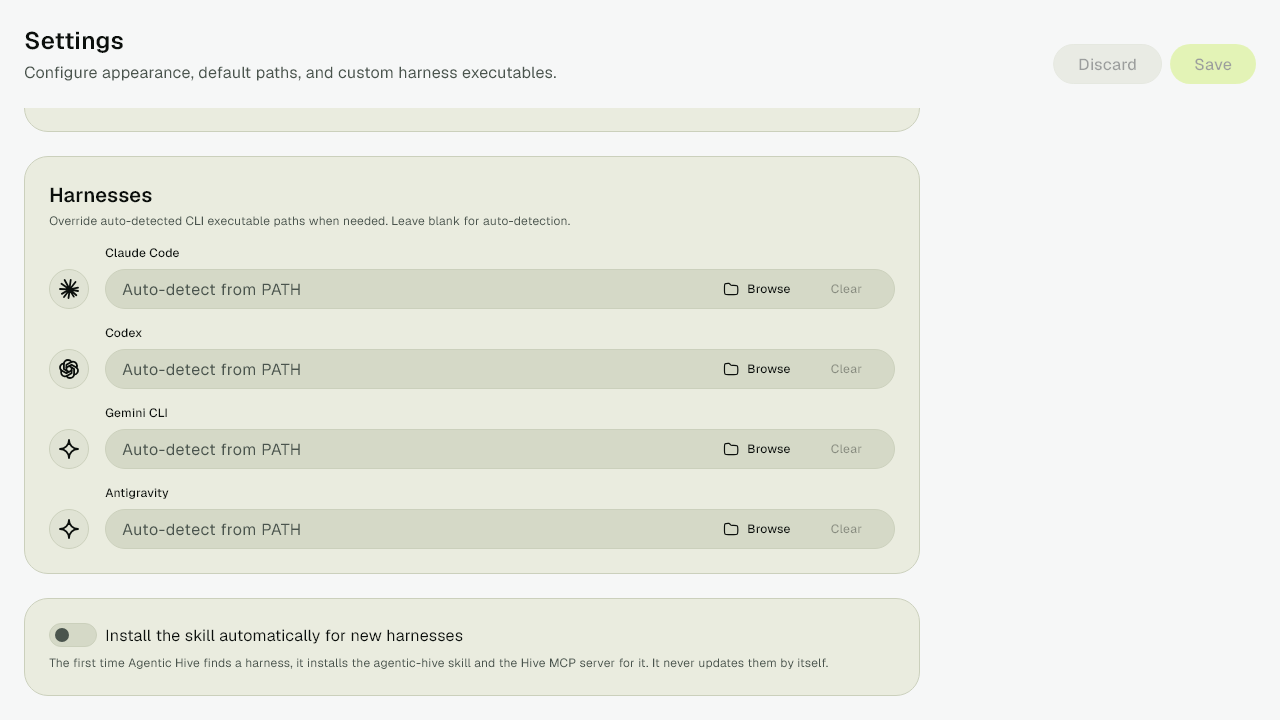 Settings
Configure appearance, default paths, and custom harness executables.
Discard
Save
Harnesses
Override auto-detected CLI executable paths when needed. Leave blank for auto-detection.
Claude Code
Auto-detect from PATH
Browse
Clear
Codex
Auto-detect from PATH
Browse
Clear
Gemini CLI
Auto-detect from PATH
Browse
Clear
Antigravity
Auto-detect from PATH
Browse
Clear
Install the skill automatically for new harnesses
The first time Agentic Hive finds a harness, it installs the agentic-hive skill and the Hive MCP server for it. It never updates them by itself.